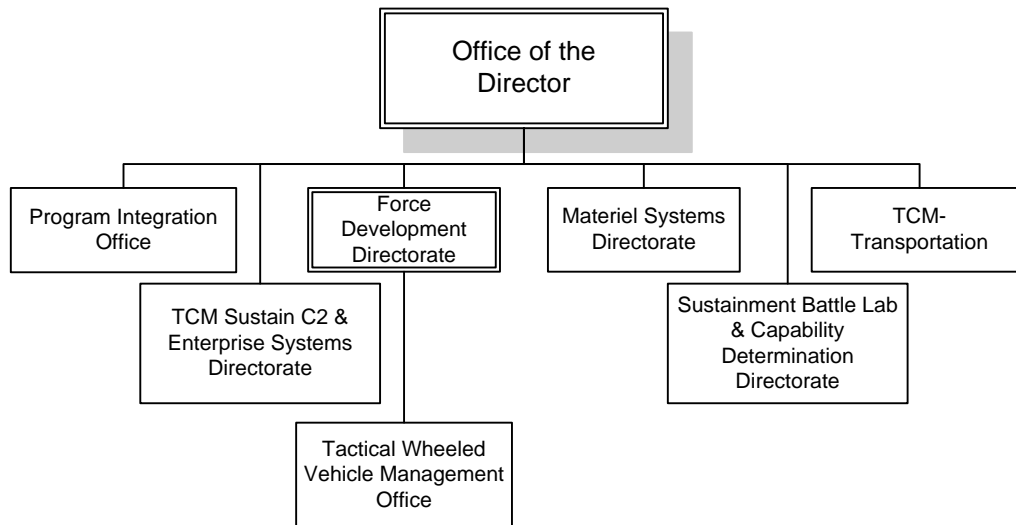 Office of the
Director
Program Integration
Office
Force
Development
Directorate
Materiel Systems
Directorate
TCM-
Transportation
TCM Sustain C2 &
Enterprise Systems
Directorate
Sustainment Battle Lab
& Capability
Determination
Directorate
Tactical Wheeled
Vehicle Management
Office